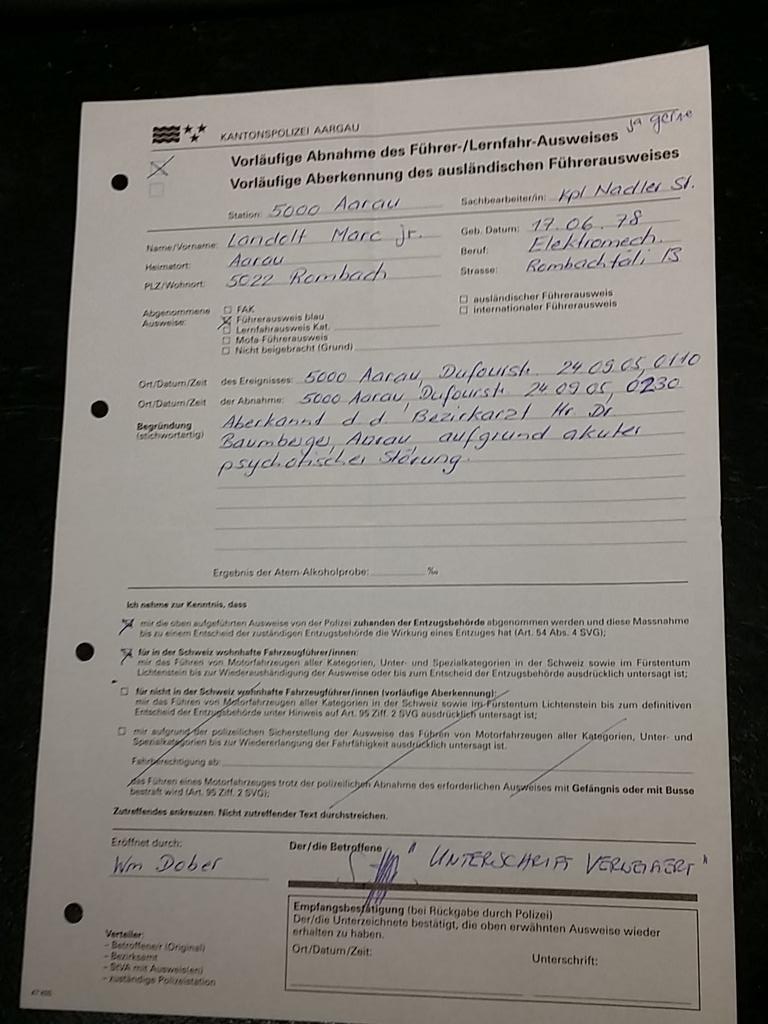 KANTONSPOLIZEI AARGAU
ja gerne
Vorläufige Abnahme des Führer-/Lernfahr-Ausweises
Vorläufige Aberkennung des ausländischen Führerausweises
Station: 5000 Aarau Sachbearbeiter/in: Kpl Nadler St.
Name/Vorname: Landolt Marc jr. Geb. Datum: 17.06.78
Heimatort: Aarau Beruf: Elektromech.
PLZ/Wohnort: 5022 Rombach Strasse: Rombachtäli 13
Abgenommene Ausweise:
FAK
Führerausweis blau
Lernfahrausweis Kat.
Mofa-Führerausweis
Nicht beigebracht (Grund)
ausländischer Führerausweis
internationaler Führerausweis
Ort/Datum/Zeit des Ereignisses: 5000 Aarau, Dufourstr. 24.09.05, 0110
Ort/Datum/Zeit der Abnahme: 5000 Aarau, Dufourstr. 24.09.05, 0230
Begründung (stichwortartig)
Aberkannt d.d. Bezirkarzt Hr. Dr.
Baumberger, Aarau, aufgrund akuter
psychotischer Störung.
Ergebnis der Atem-Alkoholprobe: ‰
Ich nehme zur Kenntnis, dass
mir die oben aufgeführten Ausweise von der Polizei zuhanden der Entzugsbehörde abgenommen werden und diese Massnahme
bis zu einem Entscheid der zuständigen Entzugsbehörde die Wirkung eines Entzuges hat (Art. 54 Abs. 4 SVG);
für in der Schweiz wohnhafte Fahrzeugführer/innen:
mir das Führen von Motorfahrzeugen aller Kategorien, Unter- und Spezialkategorien in der Schweiz sowie im Fürstentum
Lichtenstein bis zur Wiederaushändigung der Ausweise oder bis zum Entscheid der Entzugsbehörde ausdrücklich untersagt ist;
für nicht in der Schweiz wohnhafte Fahrzeugführer/innen (vorläufige Aberkennung):
mir das Führen von Motorfahrzeugen aller Kategorien in der Schweiz sowie im Fürstentum Lichtenstein bis zum definitiven
Entscheid der Entzugsbehörde unter Hinweis auf Art. 95 Ziff. 2 SVG ausdrücklich untersagt ist;
mir aufgrund der polizeilichen Sicherstellung der Ausweise das Führen von Motorfahrzeugen aller Kategorien, Unter- und
Spezialkategorien bis zur Wiedererlangung der Fahrfähigkeit ausdrücklich untersagt ist.
Fahrberechtigung ab:
das Führen eines Motorfahrzeuges trotz der polizeilichen Abnahme des erforderlichen Ausweises mit Gefängnis oder mit Busse
bestraft wird (Art. 95 Ziff. 2 SVG);
Zutreffendes ankreuzen. Nicht zutreffender Text durchstreichen.
Eröffnet durch: Der/die Betroffene
Wm Dober "UNTERSCHRIFT VERWEIGERT"
Empfangsbestätigung (bei Rückgabe durch Polizei)
Der/die Unterzeichnete bestätigt, die oben erwähnten Ausweise wieder
erhalten zu haben.
Ort/Datum/Zeit: Unterschrift:
Verteiler:
- Betroffene/r (Original)
- Bezirksamt
- StVA mit Ausweis(en)
- zuständige Polizeistation